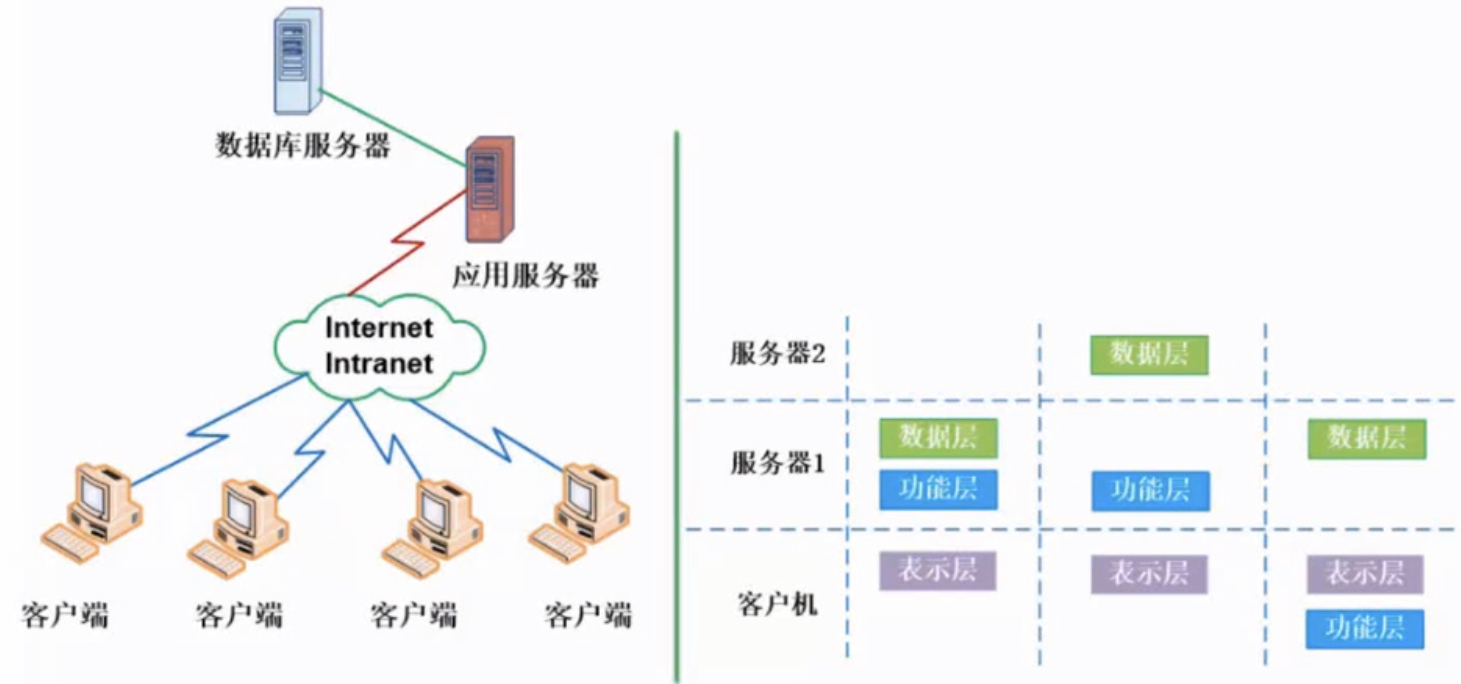 数据库服务器
应用服务器
Internet
Intranet
客户端 客户端 客户端 客户端
服务器2 数据层
服务器1 数据层 数据层
功能层 功能层
客户机 表示层 表示层 表示层
功能层